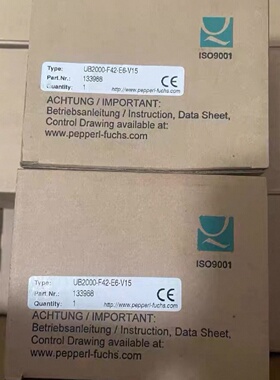 Type: UB2000-F42-E6-V15
Part.Nr.: 133988
Quantity: 1
CE
ISO9001
ACHTUNG / IMPORTANT:
Betriebsanleitung / Instruction, Data Sheet,
Control Drawing available at:
www.pepperl-fuchs.com
Type: UB2000-F42-E6-V15
Part.Nr.: 133988
Quantity: 1
CE
ISO9001
ACHTUNG / IMPORTANT:
Betriebsanleitung / Instruction, Data Sheet,
Control Drawing available at:
www.pepperl-fuchs.com